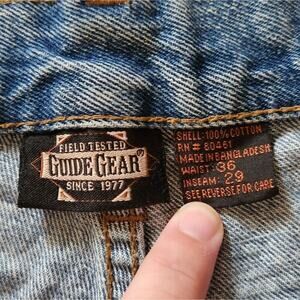 FIELD TESTED
GUIDE GEAR®
SINCE 1977
SHELL:100% COTTON
RN# 80461
MADE IN BANGLADESH
WAIST: 36
INSEAM: 29
SEE REVERSE FOR CARE